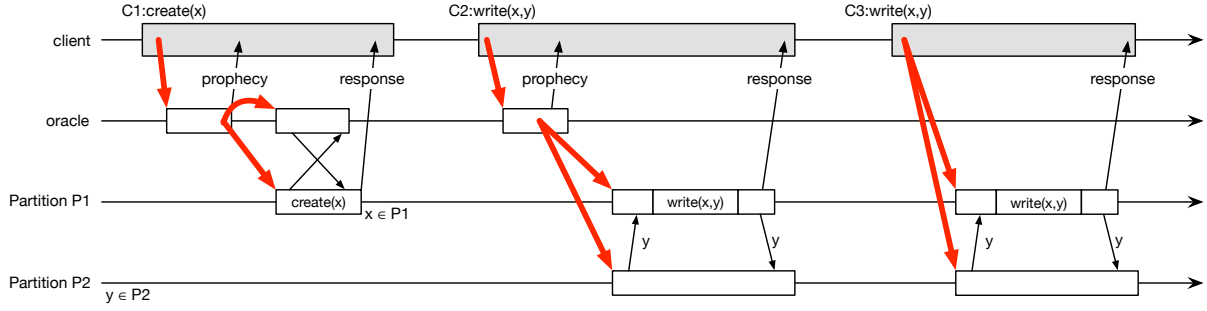 C1:create(x)
C2:write(x,y)
C3:write(x,y)
client
prophecy
response
prophecy
response
response
oracle
Partition P1
create(x)
x ∈ P1
write(x,y)
write(x,y)
y
y
y
y
Partition P2
y ∈ P2